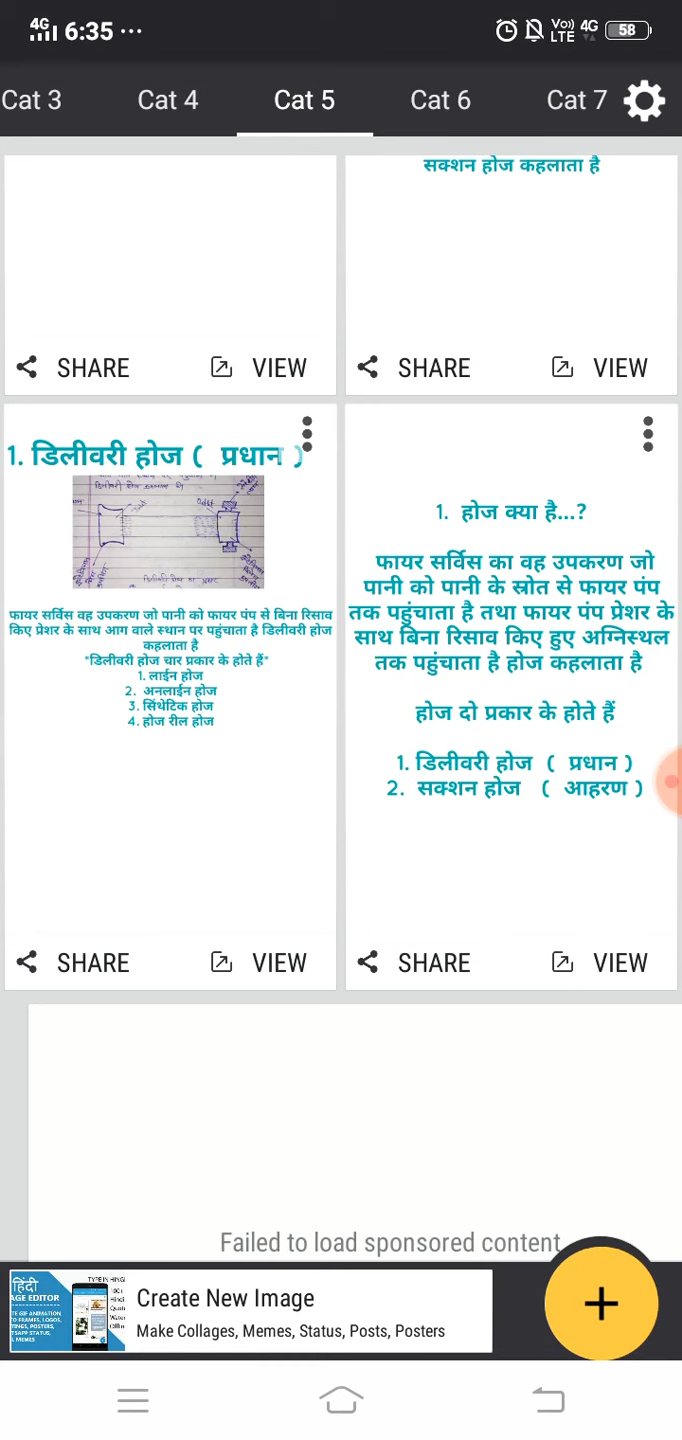 4G 6:35 ... Vo) LTE 4G 58
Cat 3 Cat 4 Cat 5 Cat 6 Cat 7
सक्शन होज कहलाता है
SHARE VIEW SHARE VIEW
1. डिलीवरी होज ( प्रधान )
फायर सर्विस वह उपकरण जो पानी को फायर पंप से बिना रिसाव
किए प्रेशर के साथ आग वाले स्थान पर पहुंचाता है डिलीवरी होज
कहलाता है
"डिलीवरी होज चार प्रकार के होते हैं"
1. लाईन होज
2. अनलाईन होज
3. सिंथेटिक होज
4. होज रील होज
1. होज क्या है...?
फायर सर्विस का वह उपकरण जो
पानी को पानी के स्रोत से फायर पंप
तक पहुंचाता है तथा फायर पंप प्रेशर के
साथ बिना रिसाव किए हुए अग्निस्थल
तक पहुंचाता है होज कहलाता है
होज दो प्रकार के होते हैं
1. डिलीवरी होज ( प्रधान )
2. सक्शन होज ( आहरण )
SHARE VIEW SHARE VIEW
Failed to load sponsored content
हिंदी
Create New Image
Make Collages, Memes, Status, Posts, Posters